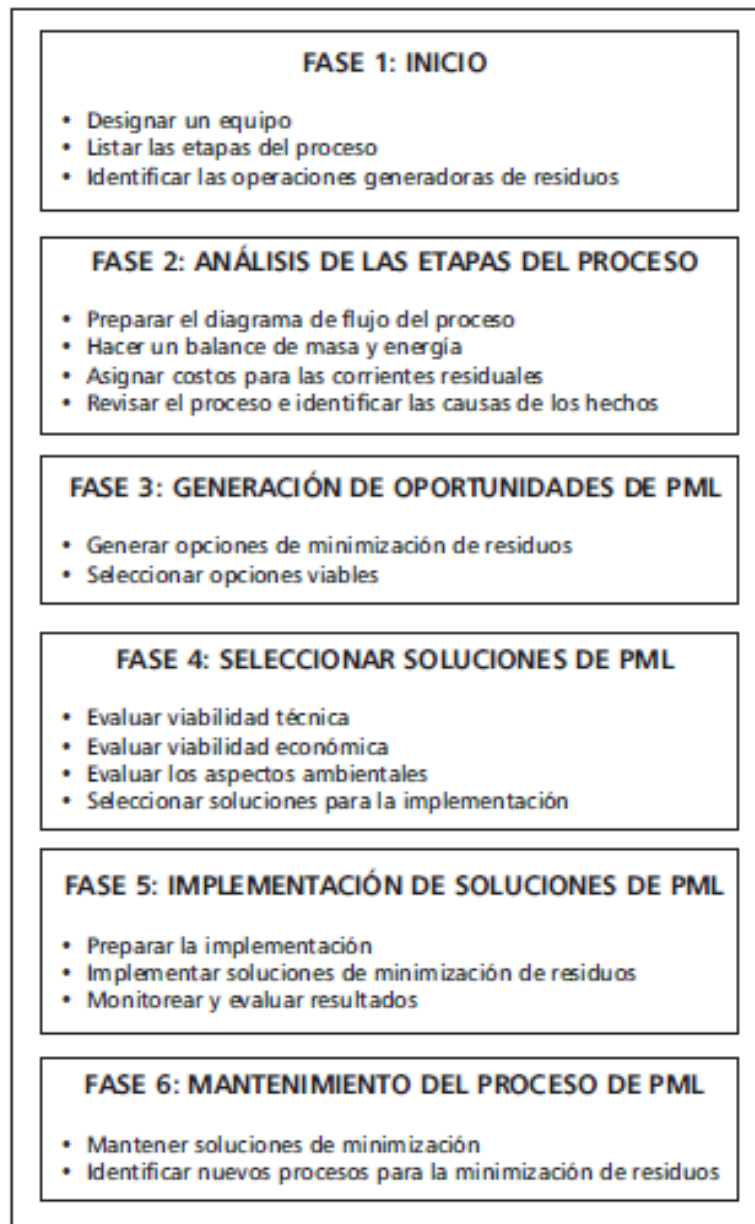 FASE 1: INICIO
• Designar un equipo
• Listar las etapas del proceso
• Identificar las operaciones generadoras de residuos
FASE 2: ANÁLISIS DE LAS ETAPAS DEL PROCESO
• Preparar el diagrama de flujo del proceso
• Hacer un balance de masa y energía
• Asignar costos para las corrientes residuales
• Revisar el proceso e identificar las causas de los hechos
FASE 3: GENERACIÓN DE OPORTUNIDADES DE PML
• Generar opciones de minimización de residuos
• Seleccionar opciones viables
FASE 4: SELECCIONAR SOLUCIONES DE PML
• Evaluar viabilidad técnica
• Evaluar viabilidad económica
• Evaluar los aspectos ambientales
• Seleccionar soluciones para la implementación
FASE 5: IMPLEMENTACIÓN DE SOLUCIONES DE PML
• Preparar la implementación
• Implementar soluciones de minimización de residuos
• Monitorear y evaluar resultados
FASE 6: MANTENIMIENTO DEL PROCESO DE PML
• Mantener soluciones de minimización
• Identificar nuevos procesos para la minimización de residuos